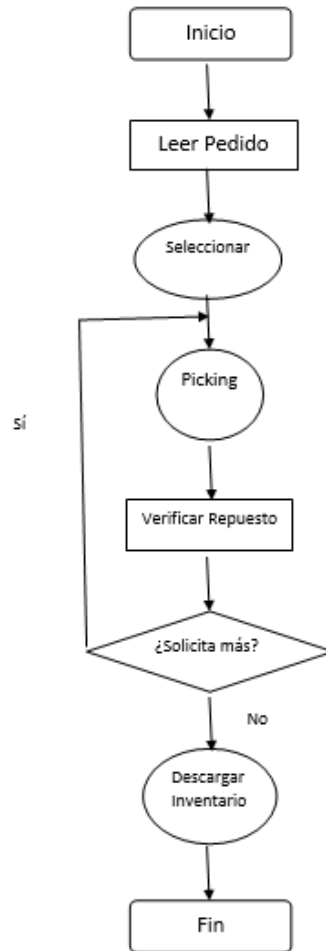 Inicio
Leer Pedido
Seleccionar
Picking
Sí
Verificar Repuesto
¿Solicita más?
No
Descargar
Inventario
Fin